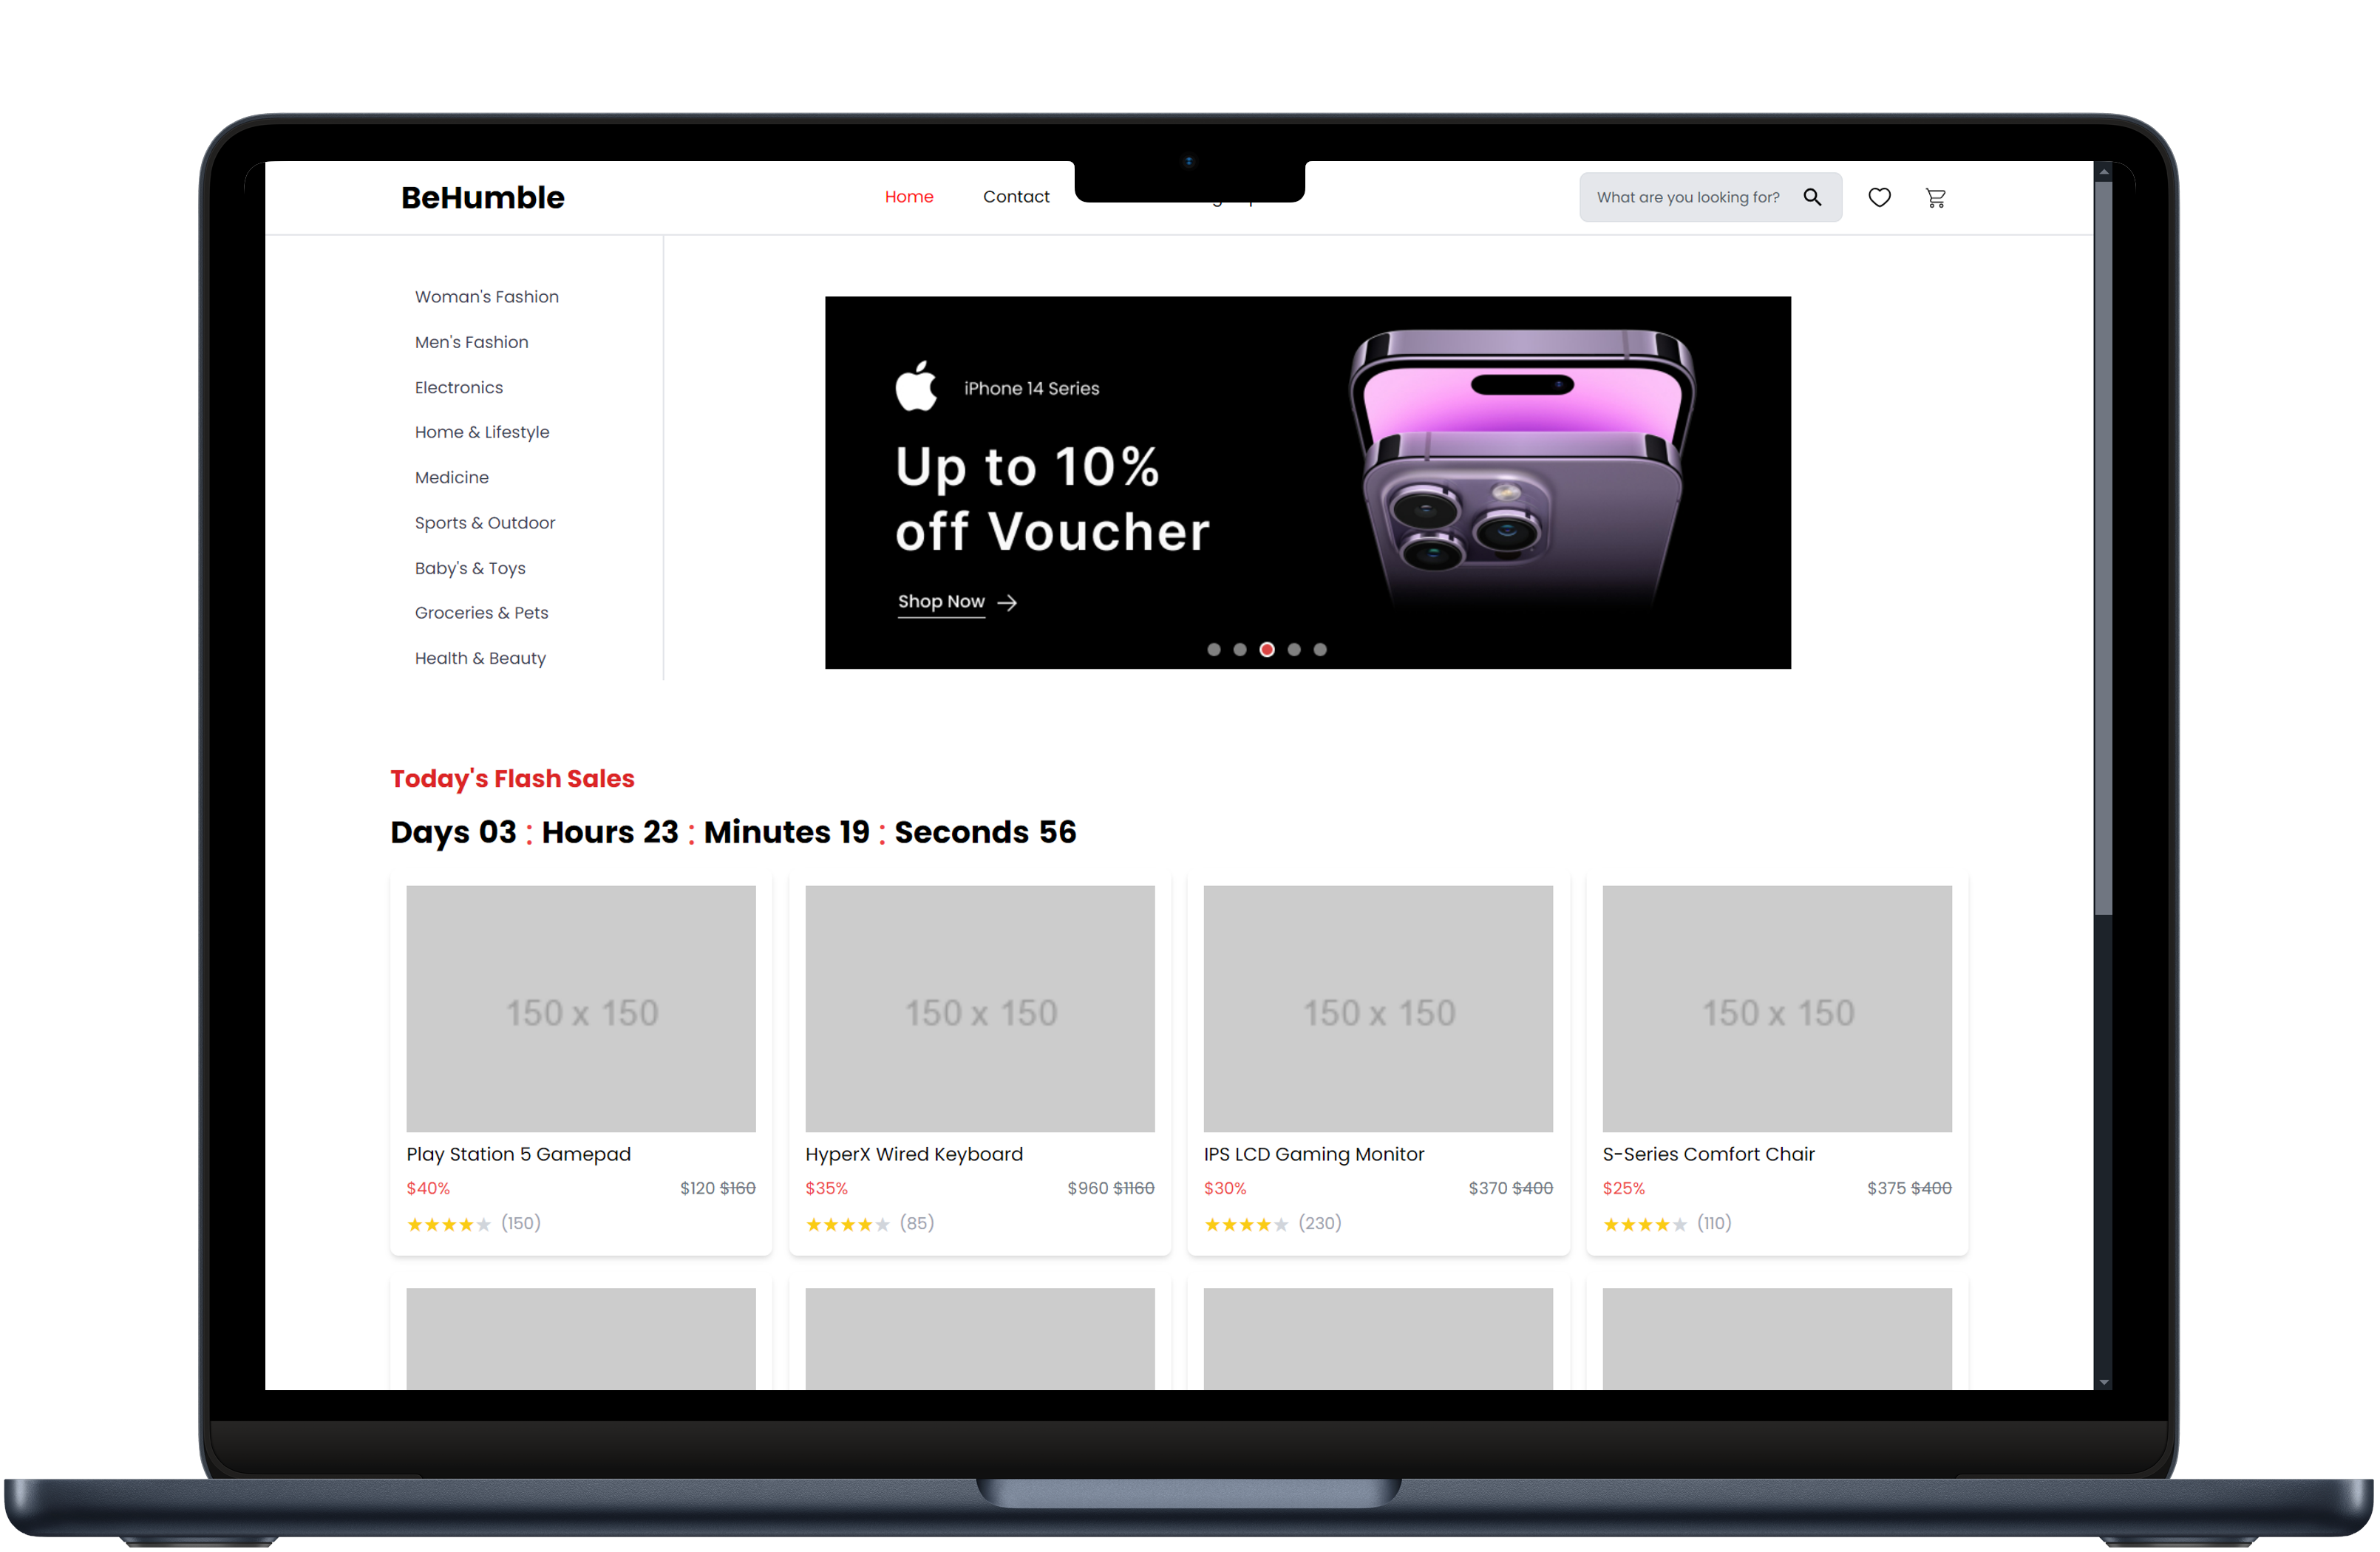 BeHumble
Home Contact
What are you looking for?
Woman's Fashion
Men's Fashion
Electronics
Home & Lifestyle
Medicine
Sports & Outdoor
Baby's & Toys
Groceries & Pets
Health & Beauty
iPhone 14 Series
Up to 10%
off Voucher
Shop Now
Today's Flash Sales
Days 03 : Hours 23 : Minutes 19 : Seconds 56
150 x 150 150 x 150 150 x 150 150 x 150
Play Station 5 Gamepad HyperX Wired Keyboard IPS LCD Gaming Monitor S-Series Comfort Chair
$40% $120 $160 $35% $960 $1160 $30% $370 $400 $25% $375 $400
(150) (85) (230) (110)